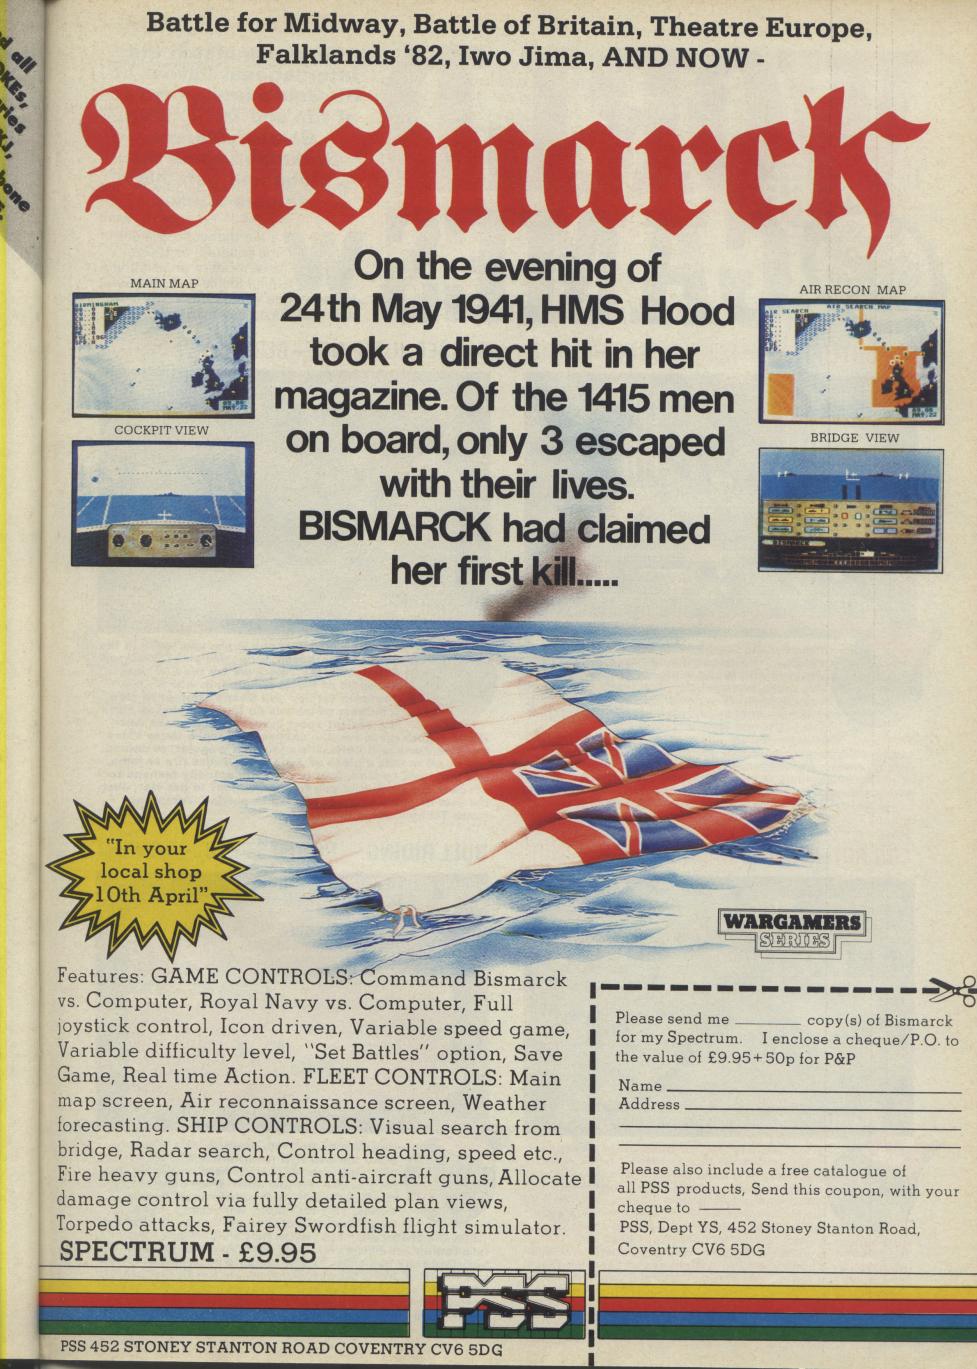 Battle for Midway, Battle of Britain, Theatre Europe,
Falklands '82, Iwo Jima, AND NOW -
Bismarck
On the evening of
24th May 1941, HMS Hood
took a direct hit in her
magazine. Of the 1415 men
on board, only 3 escaped
with their lives.
BISMARCK had claimed
her first kill.....
MAIN MAP
COCKPIT VIEW
AIR RECON MAP
AIR SEARCH MAP
AIR SEARCH
BRIDGE VIEW
BISMARCK
"In your
local shop
10th April"
WARGAMERS
SERIES
Features: GAME CONTROLS: Command Bismarck
vs. Computer, Royal Navy vs. Computer, Full
joystick control, Icon driven, Variable speed game,
Variable difficulty level, "Set Battles" option, Save
Game, Real time Action. FLEET CONTROLS: Main
map screen, Air reconnaissance screen, Weather
forecasting. SHIP CONTROLS: Visual search from
bridge, Radar search, Control heading, speed etc.,
Fire heavy guns, Control anti-aircraft guns, Allocate
damage control via fully detailed plan views,
Torpedo attacks, Fairey Swordfish flight simulator.
SPECTRUM - £9.95
Please send me ________ copy(s) of Bismarck
for my Spectrum. I enclose a cheque/P.O. to
the value of £9.95+50p for P&P
Name
Address
Please also include a free catalogue of
all PSS products, Send this coupon, with your
cheque to ——
PSS, Dept YS, 452 Stoney Stanton Road,
Coventry CV6 5DG
PSS
PSS 452 STONEY STANTON ROAD COVENTRY CV6 5DG